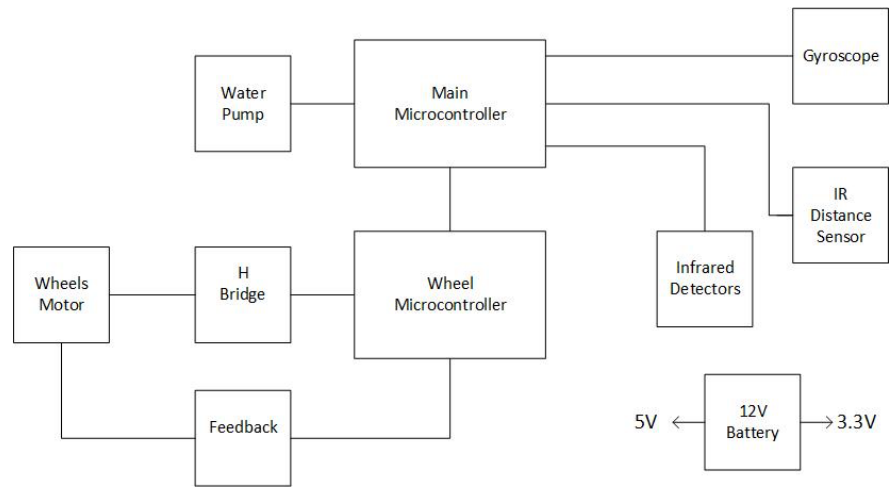 Gyroscope
Water
Pump
Main
Microcontroller
IR
Distance
Sensor
Wheels
Motor
H
Bridge
Wheel
Microcontroller
Infrared
Detectors
Feedback
5V
12V
Battery
3.3V